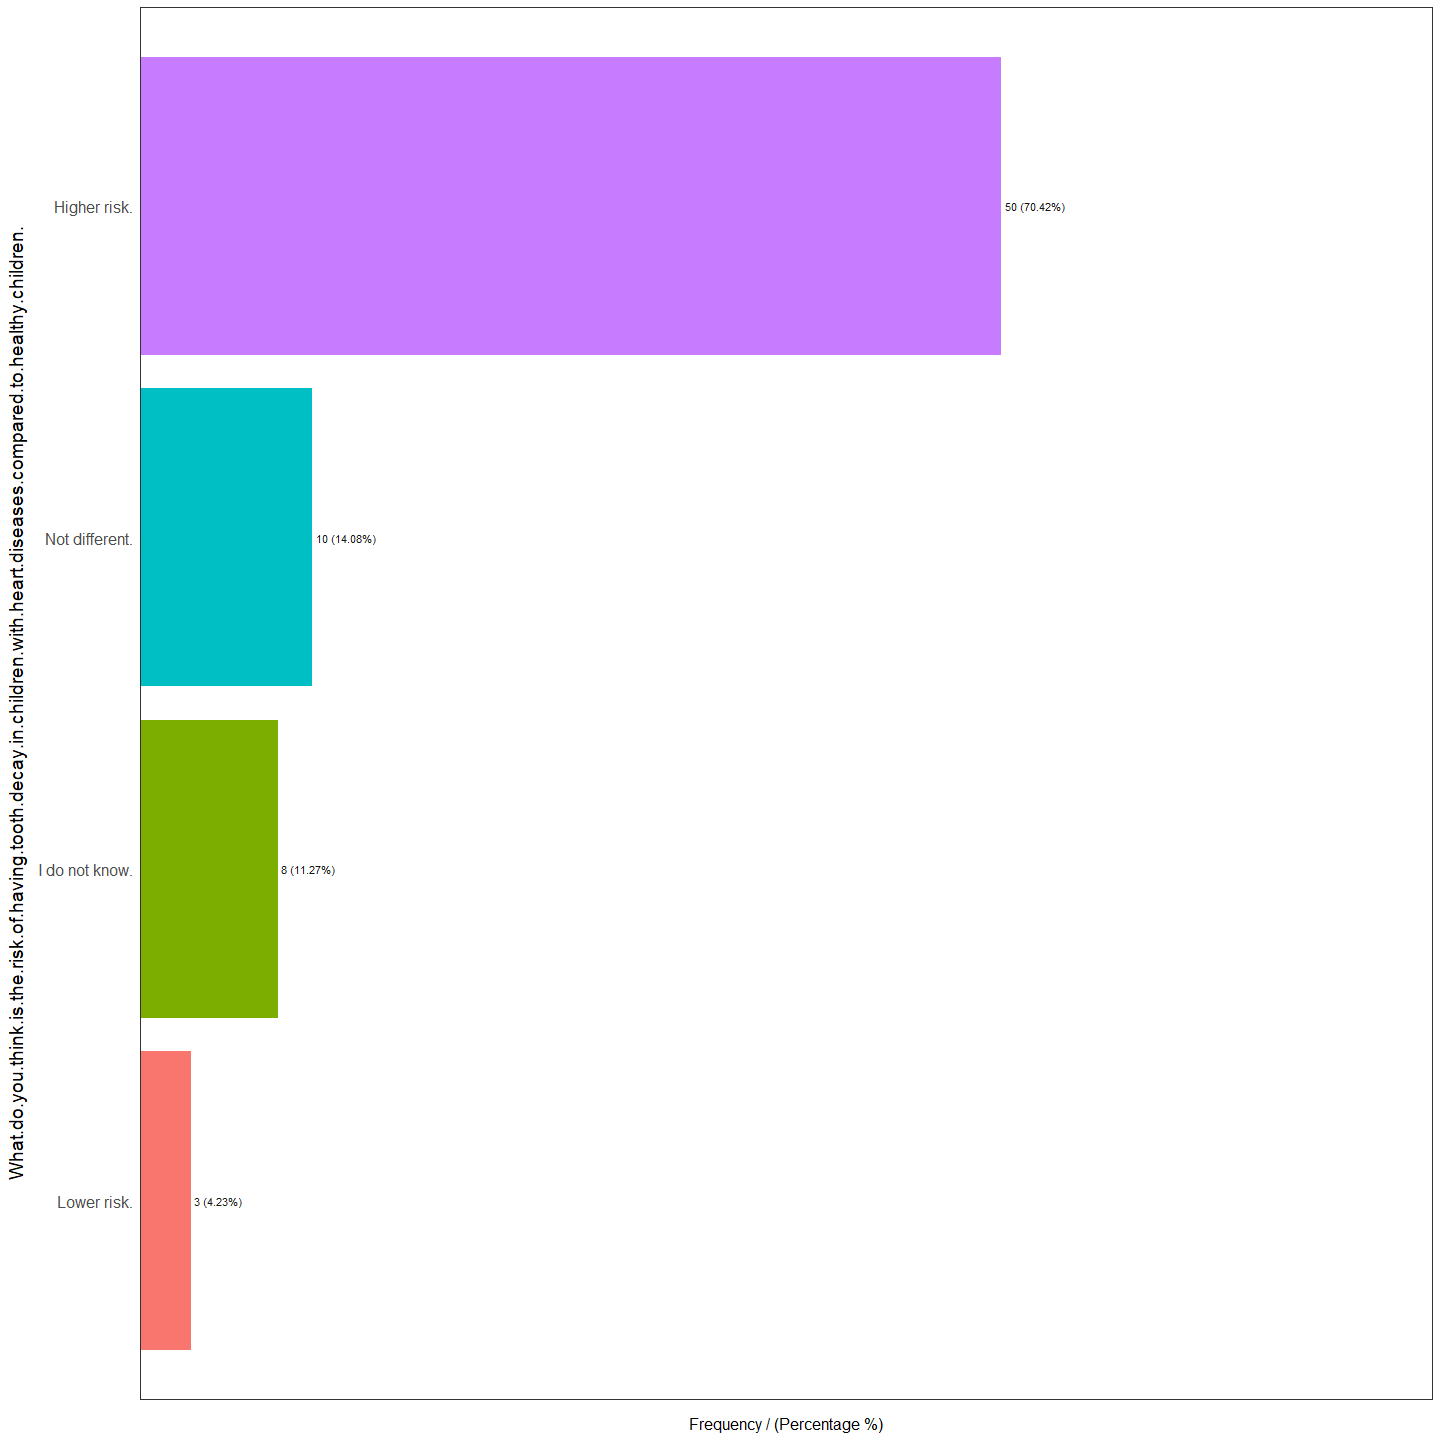 What.do.you.think.is.the.risk.of.having.tooth.decay.in.children.with.heart.diseases.compared.to.healthy.children.
Higher risk.
50 (70.42%)
Not different.
10 (14.08%)
I do not know.
8 (11.27%)
Lower risk.
3 (4.23%)
Frequency / (Percentage %)